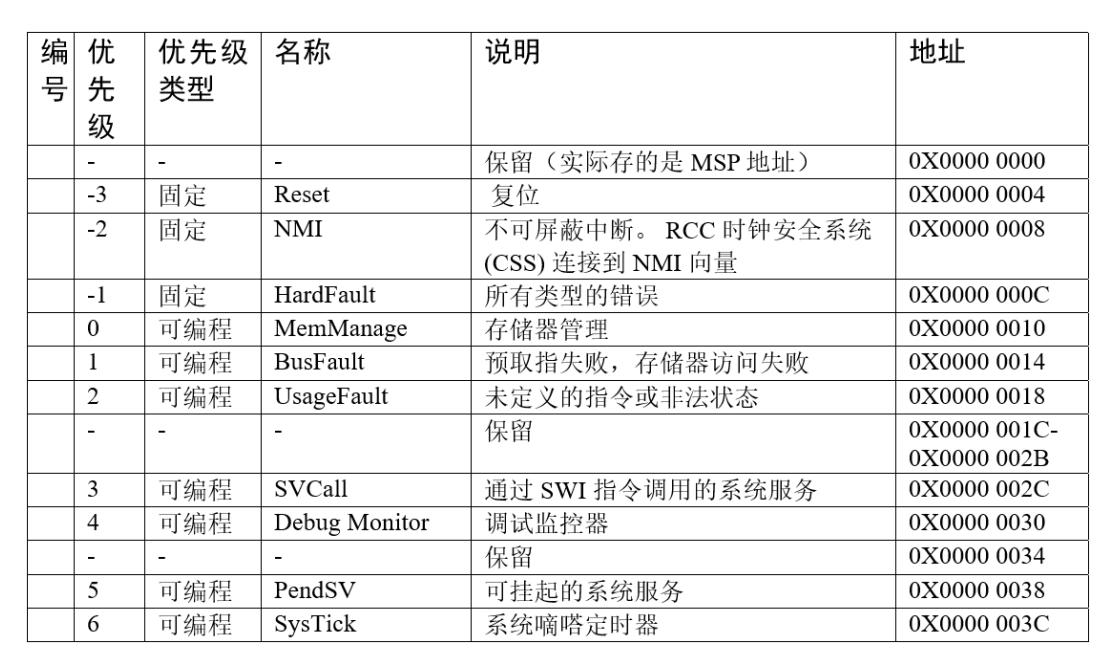 编号 优先级 优先级类型 名称 说明 地址
- - - 保留（实际存的是 MSP 地址） 0X0000 0000
-3 固定 Reset 复位 0X0000 0004
-2 固定 NMI 不可屏蔽中断。 RCC 时钟安全系统 (CSS) 连接到 NMI 向量 0X0000 0008
-1 固定 HardFault 所有类型的错误 0X0000 000C
0 可编程 MemManage 存储器管理 0X0000 0010
1 可编程 BusFault 预取指失败，存储器访问失败 0X0000 0014
2 可编程 UsageFault 未定义的指令或非法状态 0X0000 0018
- - - 保留 0X0000 001C-0X0000 002B
3 可编程 SVCall 通过 SWI 指令调用的系统服务 0X0000 002C
4 可编程 Debug Monitor 调试监控器 0X0000 0030
- - - 保留 0X0000 0034
5 可编程 PendSV 可挂起的系统服务 0X0000 0038
6 可编程 SysTick 系统嘀嗒定时器 0X0000 003C